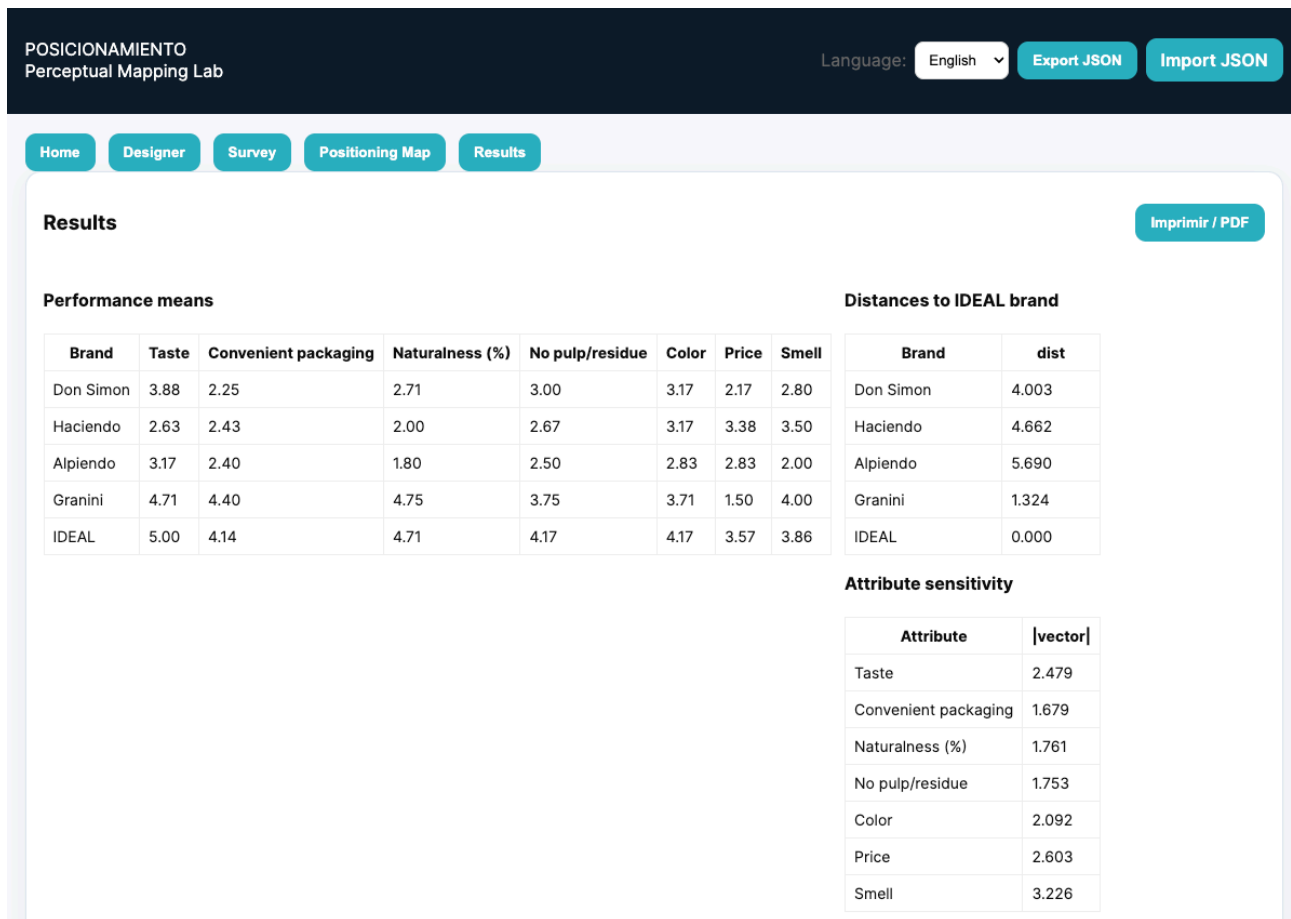 POSICIONAMIENTO
Perceptual Mapping Lab
Language: English Export JSON Import JSON
Home Designer Survey Positioning Map Results
Results
Imprimir / PDF
Performance means
Brand Taste Convenient packaging Naturalness (%) No pulp/residue Color Price Smell
Don Simon 3.88 2.25 2.71 3.00 3.17 2.17 2.80
Haciendo 2.63 2.43 2.00 2.67 3.17 3.38 3.50
Alpiendo 3.17 2.40 1.80 2.50 2.83 2.83 2.00
Granini 4.71 4.40 4.75 3.75 3.71 1.50 4.00
IDEAL 5.00 4.14 4.71 4.17 4.17 3.57 3.86
Distances to IDEAL brand
Brand dist
Don Simon 4.003
Haciendo 4.662
Alpiendo 5.690
Granini 1.324
IDEAL 0.000
Attribute sensitivity
Attribute |vector|
Taste 2.479
Convenient packaging 1.679
Naturalness (%) 1.761
No pulp/residue 1.753
Color 2.092
Price 2.603
Smell 3.226